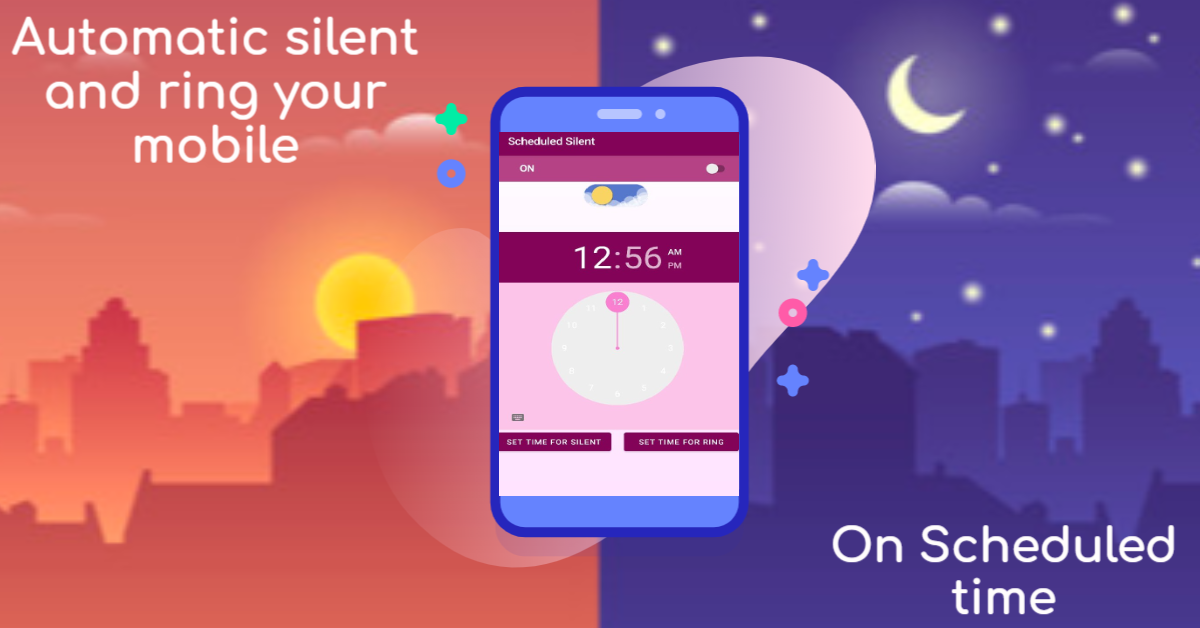 Automatic silent
and ring your
mobile
Scheduled Silent
ON
12:56
AM
PM
12
11
1
10
2
9
3
8
4
7
5
6
SET TIME FOR SILENT
SET TIME FOR RING
On Scheduled
time